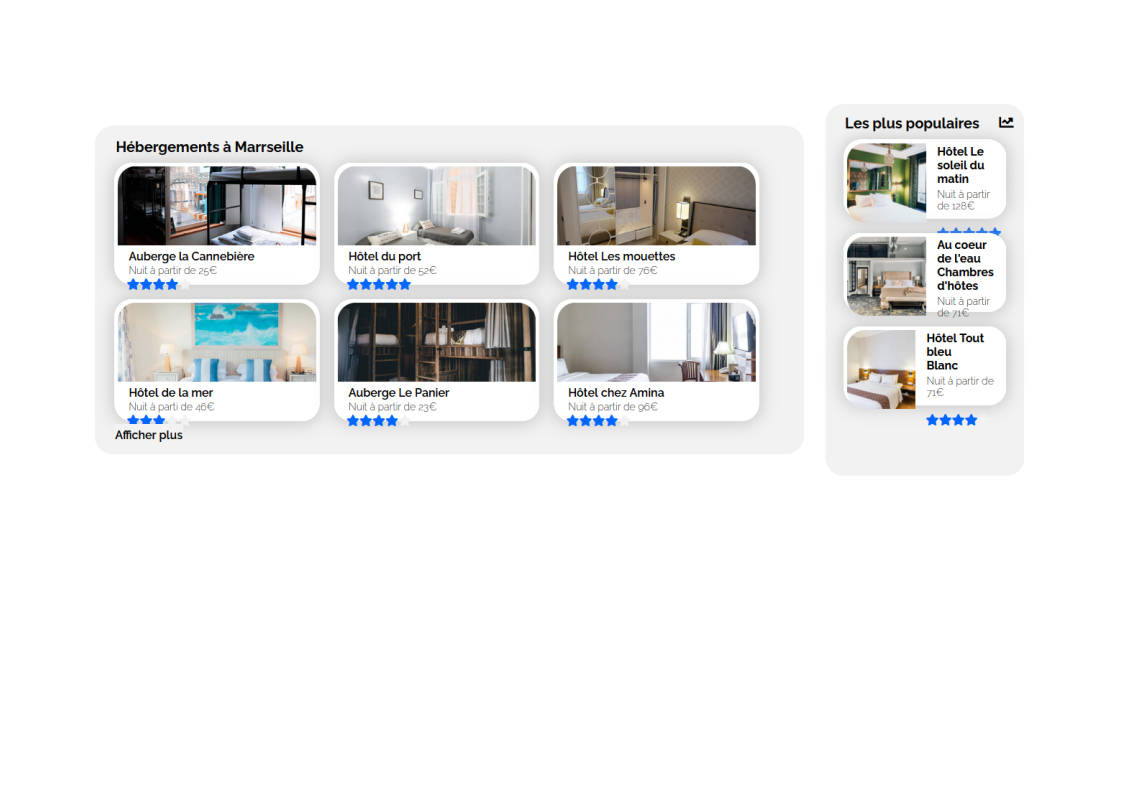 Hébergements à Marrseille
Auberge la Cannebière
Nuit à partir de 25€
Hôtel du port
Nuit à partir de 52€
Hôtel Les mouettes
Nuit à partir de 76€
Hôtel de la mer
Nuit à parti de 46€
Auberge Le Panier
Nuit à partir de 23€
Hôtel chez Amina
Nuit à partir de 96€
Afficher plus
Les plus populaires
Hôtel Le
soleil du
matin
Nuit à partir
de 128€
Au coeur
de l'eau
Chambres
d'hôtes
Nuit à partir
de 71€
Hôtel Tout
bleu
Blanc
Nuit à partir de
71€